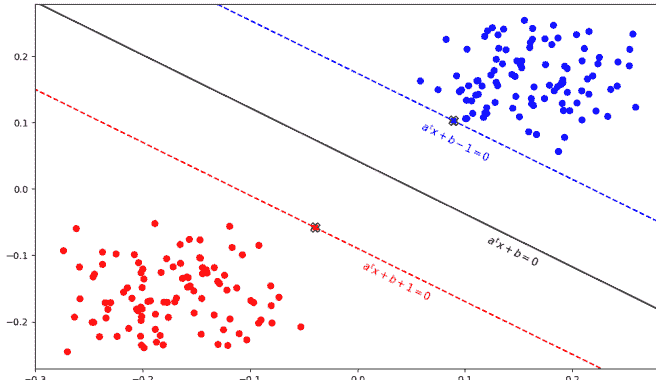 0.2
0.1
0.0
−0.1
−0.2
aᵀx + b − 1 = 0
aᵀx + b = 0
aᵀx + b + 1 = 0
−0.3 −0.2 −0.1 0.0 0.1 0.2